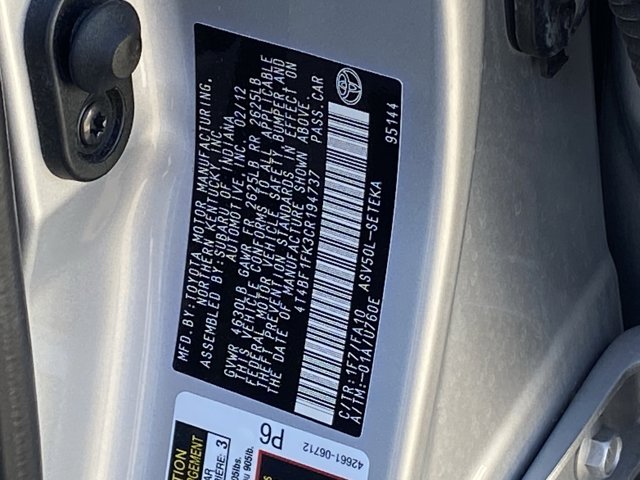 MFD. BY:TOYOTA MOTOR MANUFACTURING,
NORTHERN KENTUCKY, INC.
ASSEMBLED BY:SUBARU OF INDIANA
AUTOMOTIVE, INC. 02/12
GVWR 4630LB GAWR FR 2625LB RR 2625LB
THIS VEHICLE CONFORMS TO ALL APPLICABLE
FEDERAL MOTOR VEHICLE SAFETY, BUMPER, AND
THEFT PREVENTION STANDARDS IN EFFECT ON
THE DATE OF MANUFACTURE SHOWN ABOVE.
4T4BF1FK3CR194737 PASS.CAR
95144
C/TR:1F7/FA10
A/TM:-01A/U760E ASV50L-SETEKA
P6
42661-06712
3